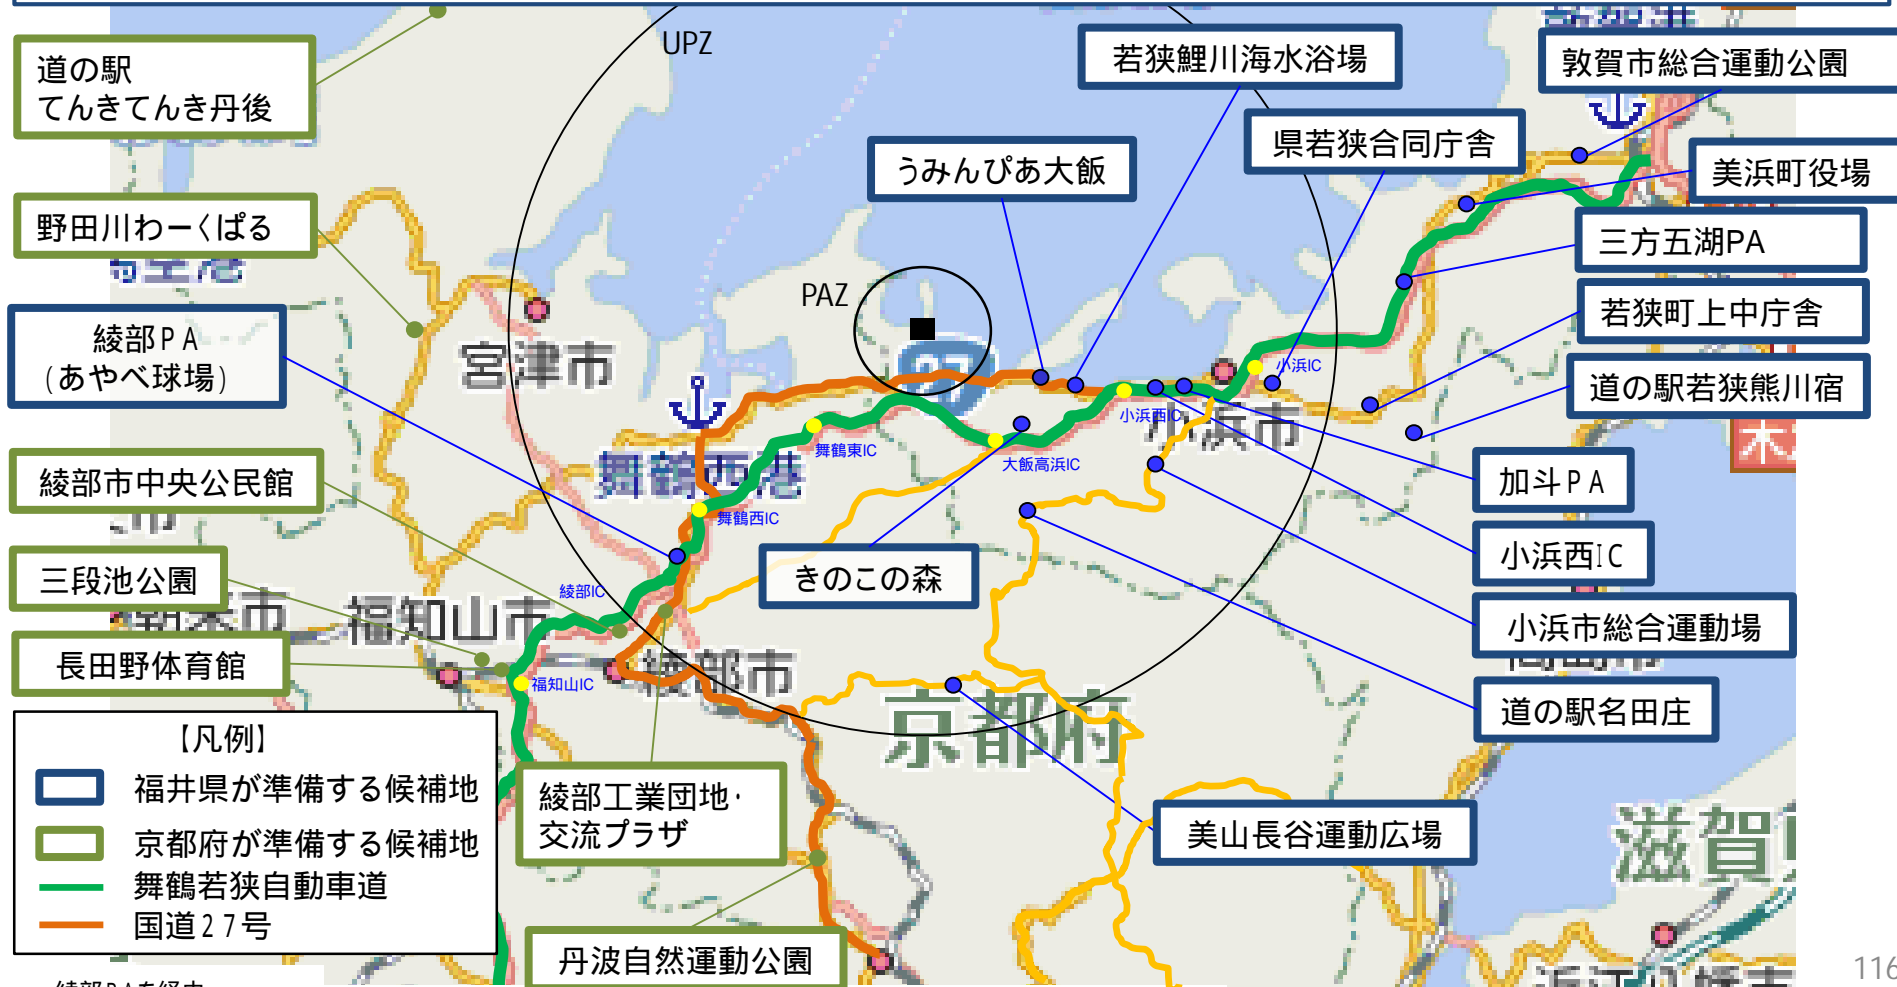 UPZ
若狭鯉川海水浴場
敦賀市総合運動公園
道の駅
てんきてんき丹後
県若狭合同庁舎
うみんぴあ大飯
美浜町役場
野田川わーくぱる
三方五湖PA
PAZ
若狭町上中庁舎
綾部PA
(あやべ球場)
宮津市
27
小浜IC
道の駅若狭熊川宿
小浜西IC
小浜市
舞鶴東IC
大飯高浜IC
舞鶴西港
綾部市中央公民館
加斗PA
舞鶴西IC
小浜西IC
きのこの森
三段池公園
綾部IC
福知山市
小浜市総合運動場
長田野体育館
綾部市
福知山IC
道の駅名田庄
京都府
【凡例】
福井県が準備する候補地
京都府が準備する候補地
舞鶴若狭自動車道
国道27号
綾部工業団地・
交流プラザ
美山長谷運動広場
滋賀
丹波自然運動公園
116